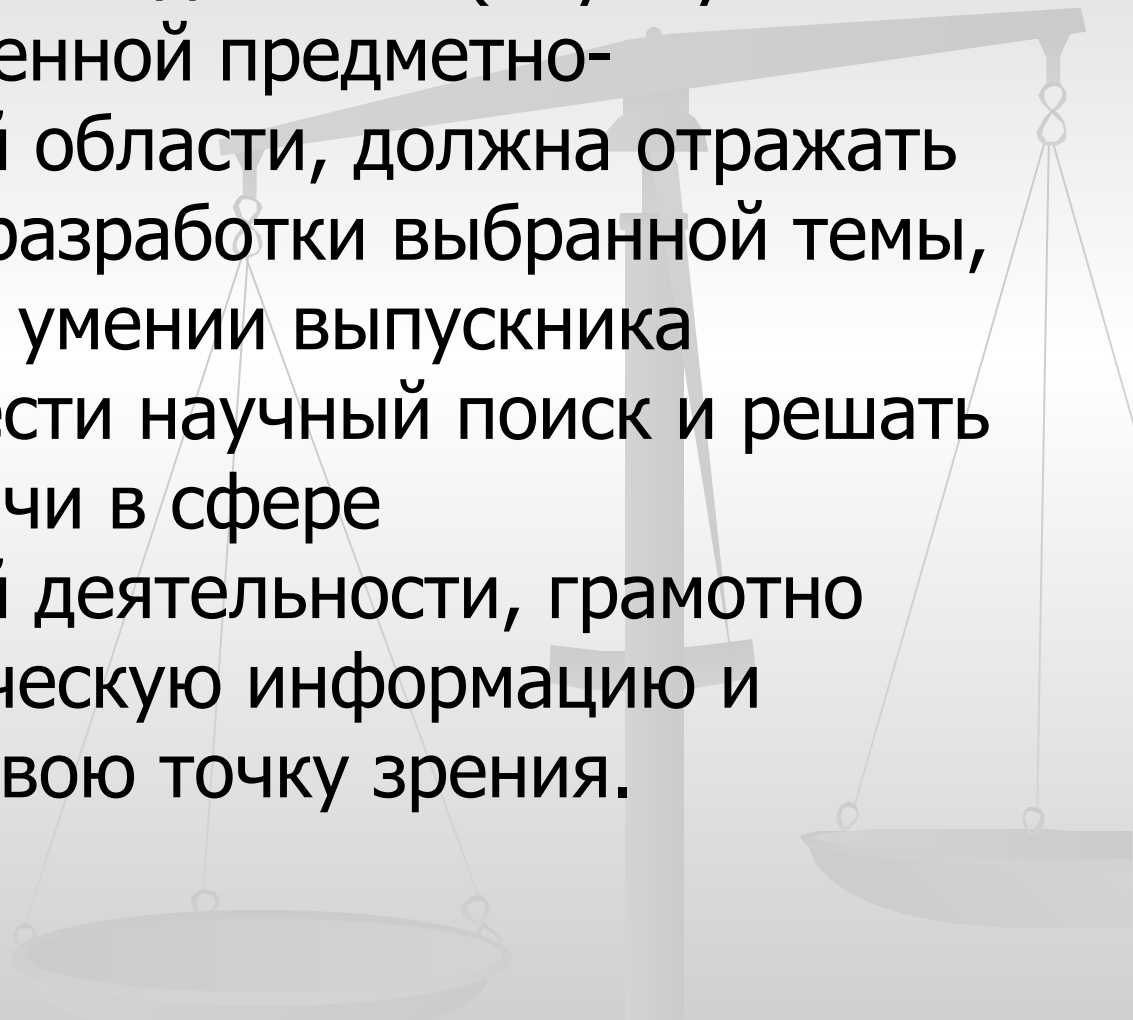 енной предметно-
й области, должна отражать
разработки выбранной темы,
умении выпускника
ести научный поиск и решать
чи в сфере
й деятельности, грамотно
ческую информацию и
вою точку зрения.